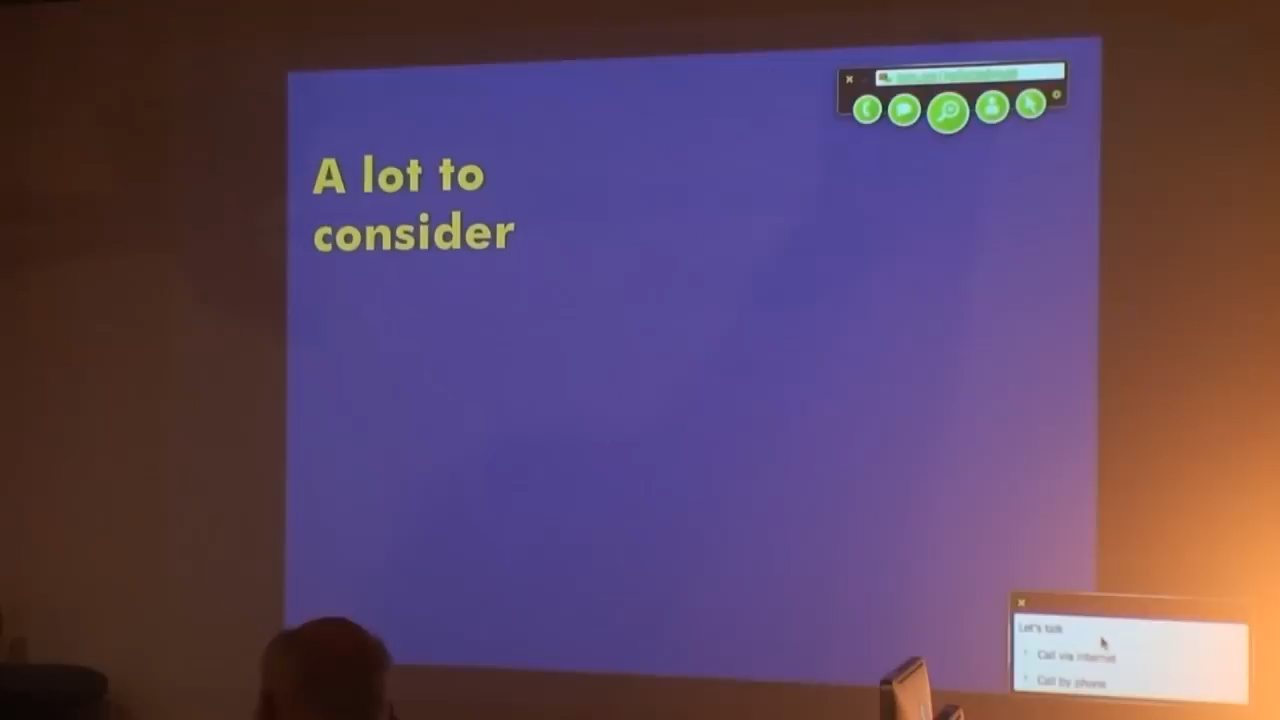 A lot to
consider
Let's talk
Call via internet
Call by phone